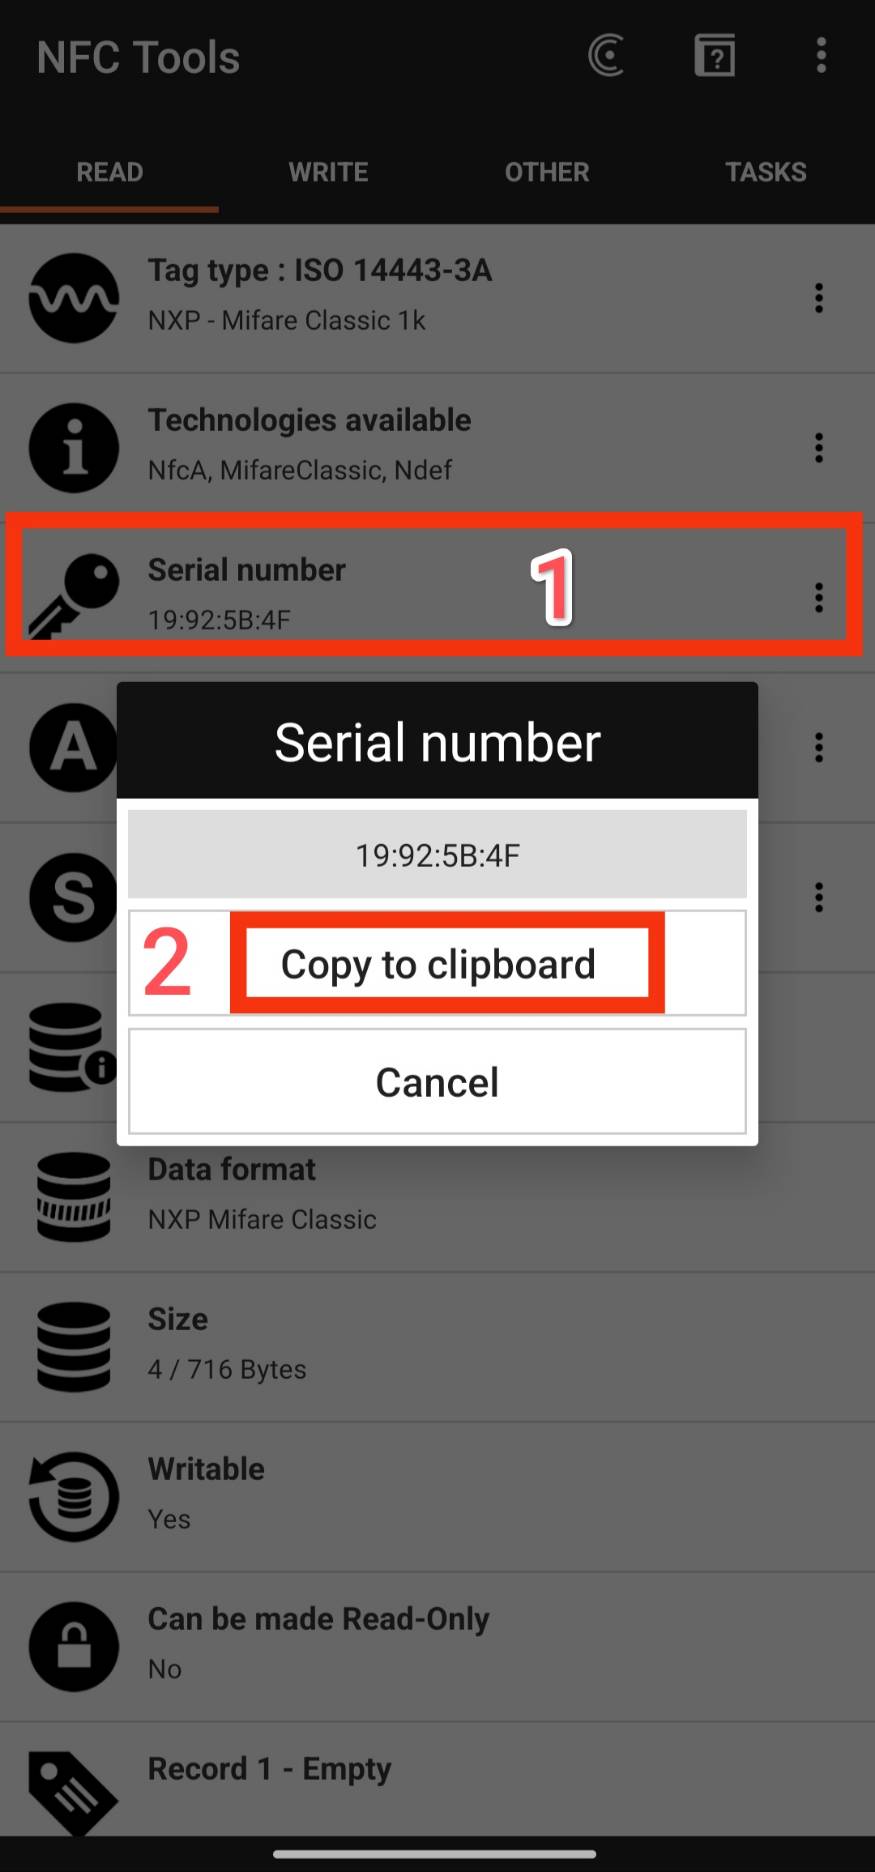 NFC Tools
READ WRITE OTHER TASKS
Tag type : ISO 14443-3A
NXP - Mifare Classic 1k
Technologies available
NfcA, MifareClassic, Ndef
Serial number
1
19:92:5B:4F
A
Serial number
19:92:5B:4F
S
2 Copy to clipboard
Cancel
Data format
NXP Mifare Classic
Size
4 / 716 Bytes
Writable
Yes
Can be made Read-Only
No
Record 1 - Empty